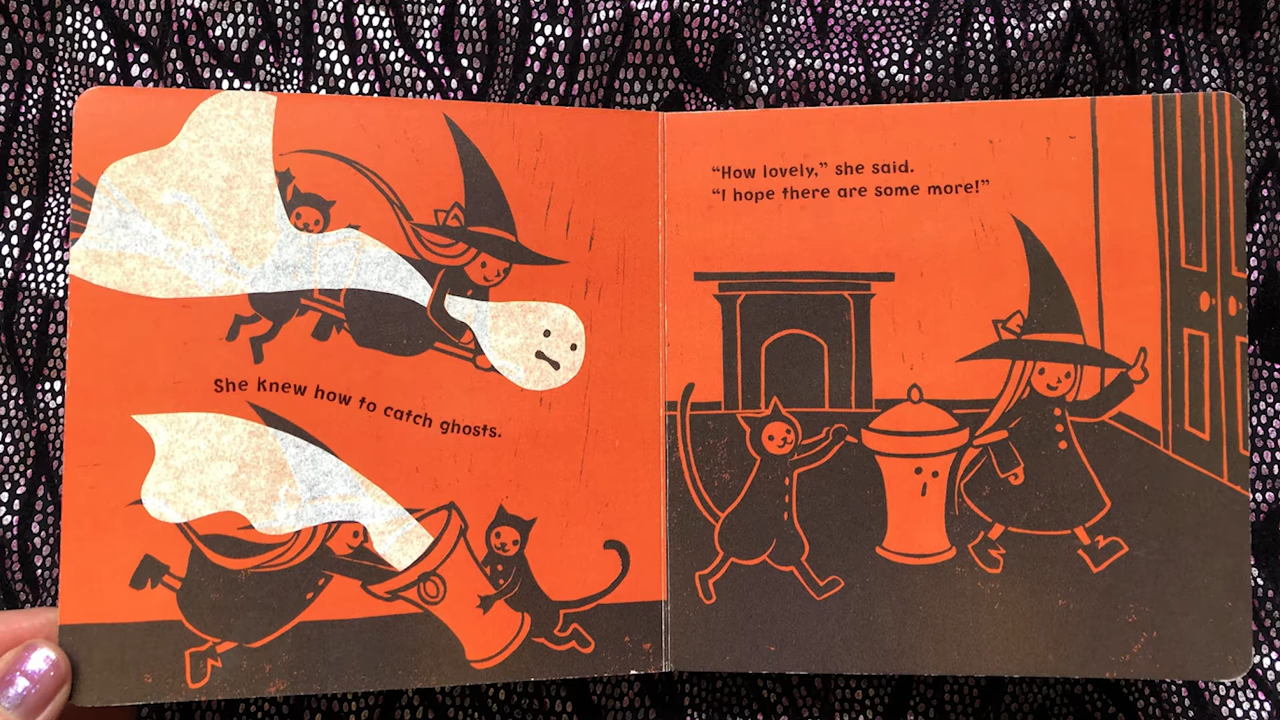 She knew how to catch ghosts.
“How lovely,” she said.
“I hope there are some more!”